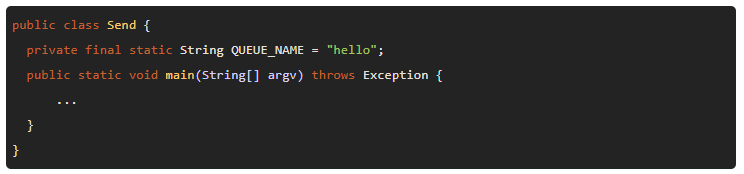 public class Send {
  private final static String QUEUE_NAME = "hello";
  public static void main(String[] argv) throws Exception {
      ...
  }
}